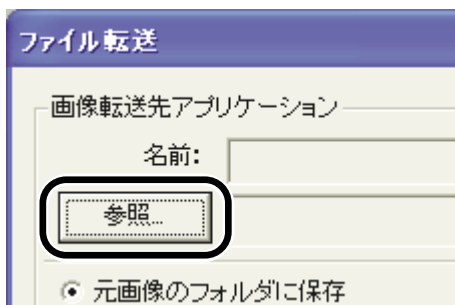 ファイル転送
画像転送先アプリケーション
名前:
参照...
元画像のフォルダに保存